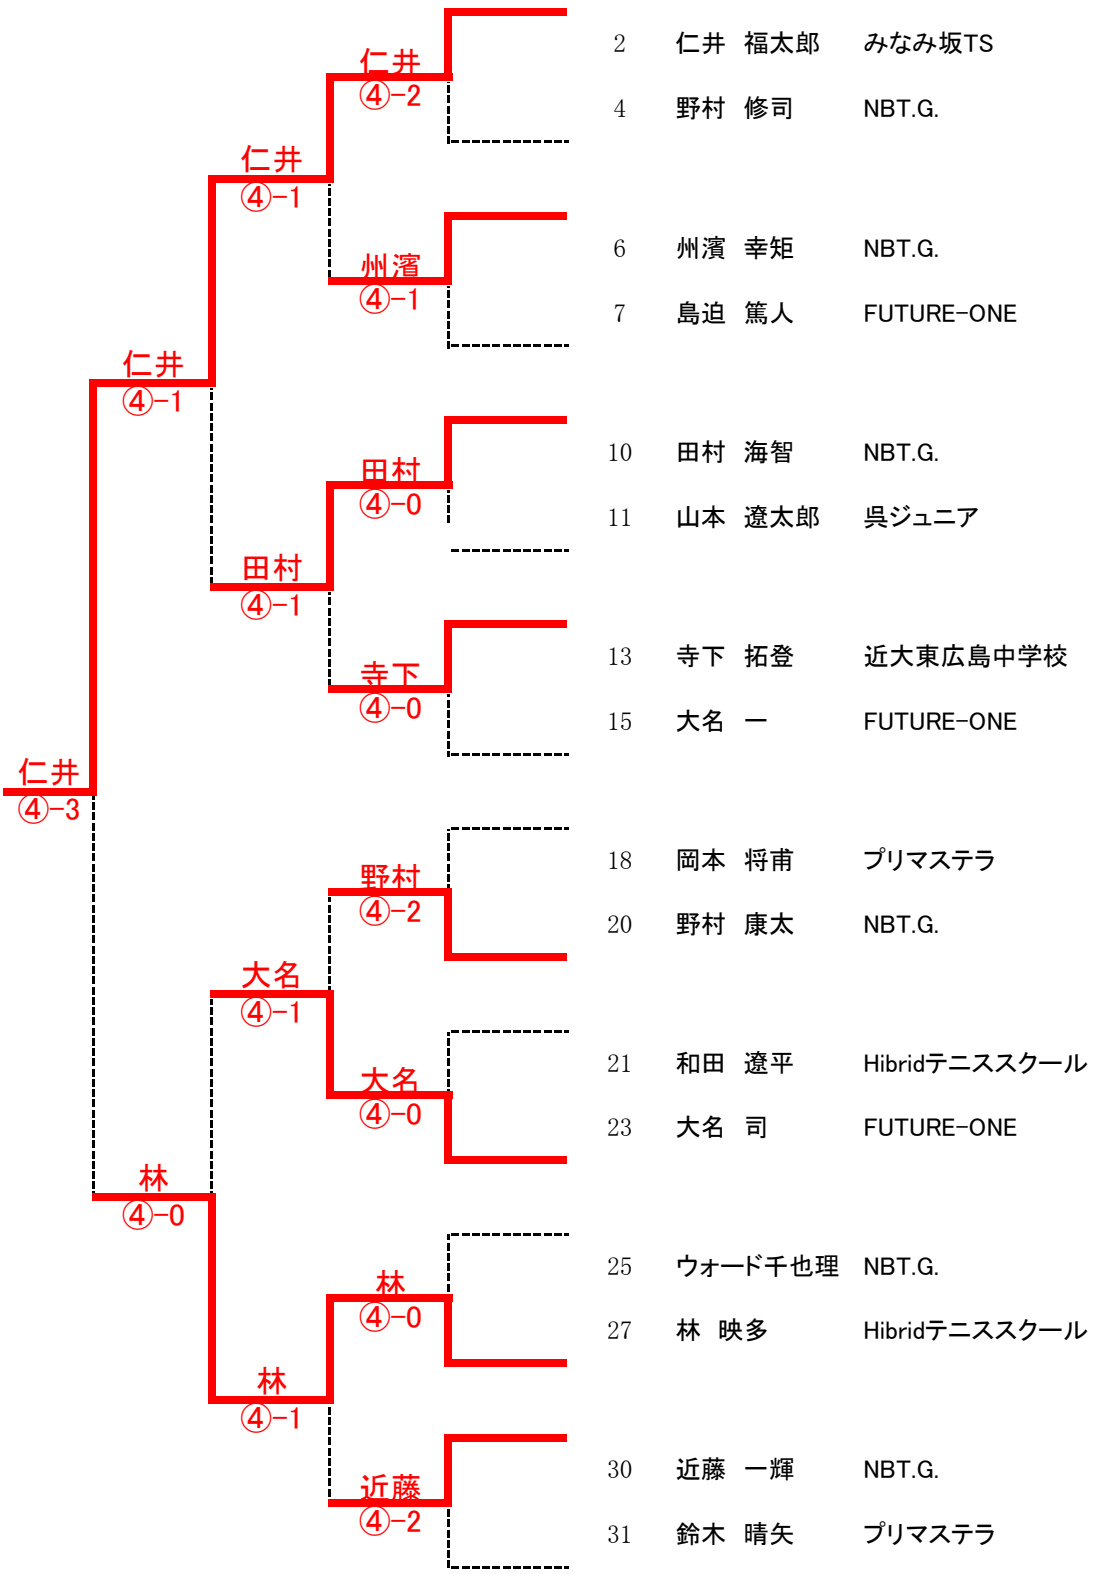 2 仁井 福太郎 みなみ坂TS
仁井
④-2
4 野村 修司 NBT.G.
仁井
④-1
6 州濱 幸矩 NBT.G.
州濱
④-1
7 島迫 篤人 FUTURE-ONE
仁井
④-1
10 田村 海智 NBT.G.
田村
④-0
11 山本 遼太郎 呉ジュニア
田村
④-1
13 寺下 拓登 近大東広島中学校
寺下
④-0
15 大名 一 FUTURE-ONE
仁井
④-3
18 岡本 将甫 プリマステラ
野村
④-2
20 野村 康太 NBT.G.
大名
④-1
21 和田 遼平 Hibridテニススクール
大名
④-0
23 大名 司 FUTURE-ONE
林
④-0
25 ウォード千也理 NBT.G.
林
④-0
27 林 映多 Hibridテニススクール
林
④-1
30 近藤 一輝 NBT.G.
近藤
④-2
31 鈴木 晴矢 プリマステラ